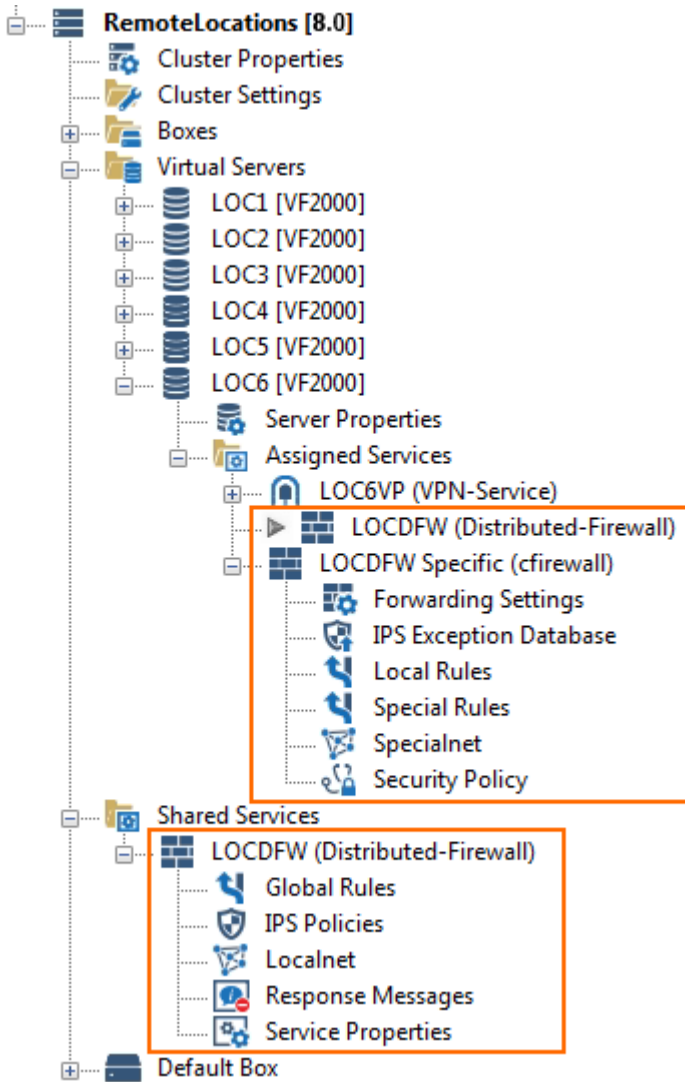 RemoteLocations [8.0]
Cluster Properties
Cluster Settings
Boxes
Virtual Servers
LOC1 [VF2000]
LOC2 [VF2000]
LOC3 [VF2000]
LOC4 [VF2000]
LOC5 [VF2000]
LOC6 [VF2000]
Server Properties
Assigned Services
LOC6VP (VPN-Service)
LOCDFW (Distributed-Firewall)
LOCDFW Specific (cfirewall)
Forwarding Settings
IPS Exception Database
Local Rules
Special Rules
Specialnet
Security Policy
Shared Services
LOCDFW (Distributed-Firewall)
Global Rules
IPS Policies
Localnet
Response Messages
Service Properties
Default Box